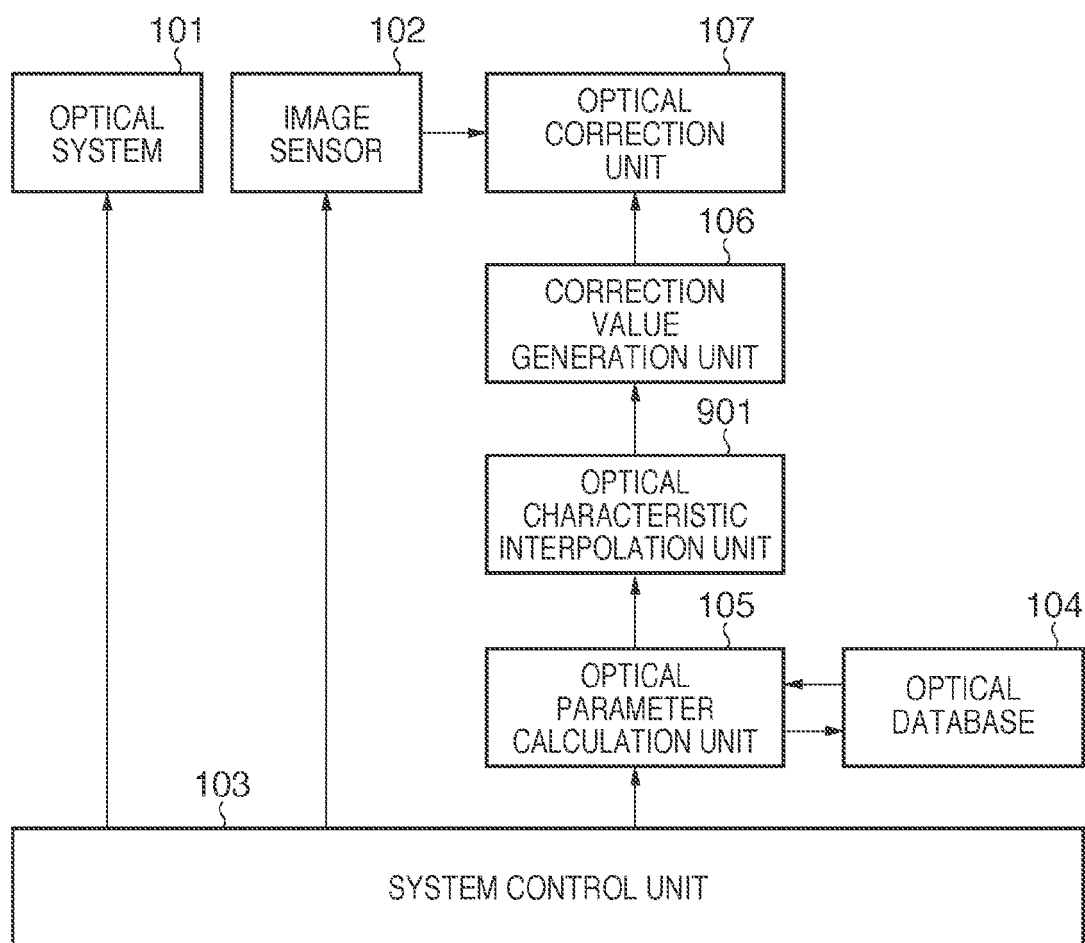 101
OPTICAL
SYSTEM
102
IMAGE
SENSOR
107
OPTICAL
CORRECTION
UNIT
106
CORRECTION
VALUE
GENERATION UNIT
901
OPTICAL
CHARACTERISTIC
INTERPOLATION UNIT
105
OPTICAL
PARAMETER
CALCULATION UNIT
104
OPTICAL
DATABASE
103
SYSTEM CONTROL UNIT